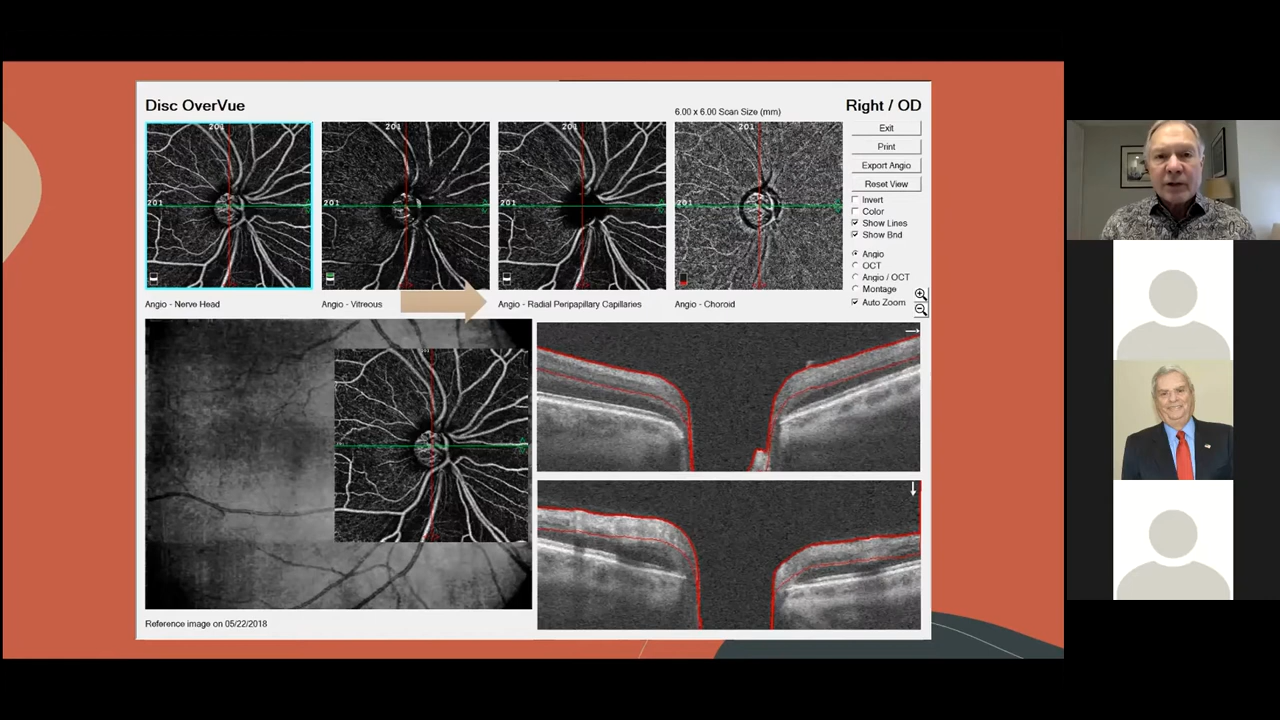 Disc OverVue
6.00 x 6.00 Scan Size (mm)
Right / OD
201
201
201
201
201
201
201
Exit
Print
Export Angio
Reset View
Invert
Color
Show Lines
Show Bnd
Angio
OCT
Angio / OCT
Montage
Auto Zoom
Angio - Nerve Head
Angio - Vitreous
Angio - Radial Peripapillary Capillaries
Angio - Choroid
Reference image on 05/22/2018